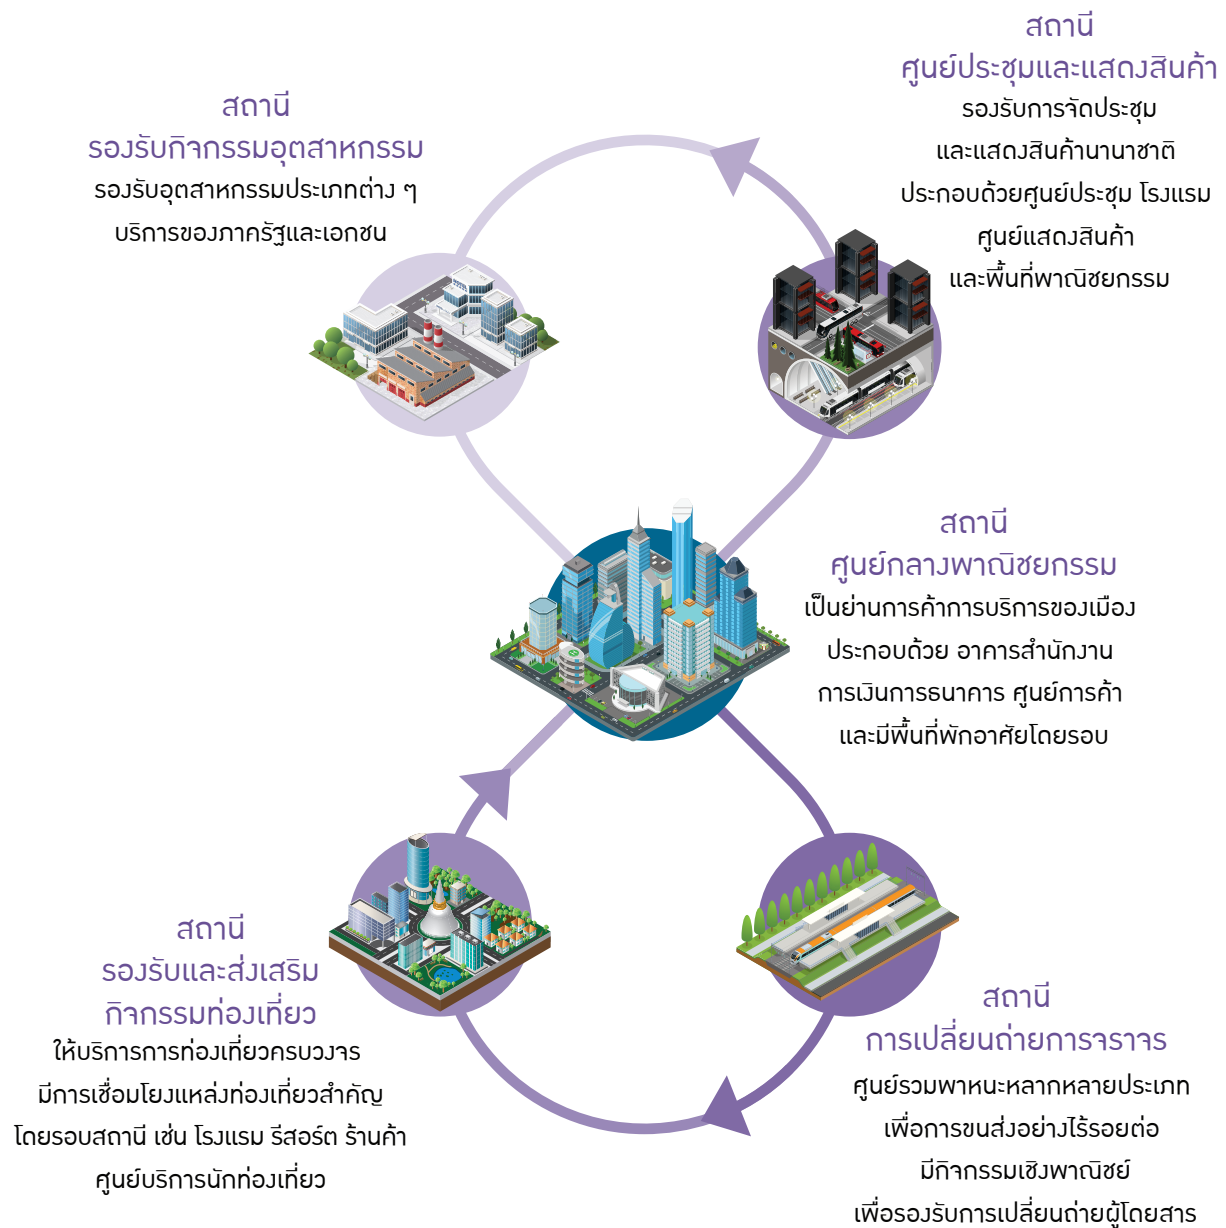 สถานี
รองรับกิจกรรมอุตสาหกรรม
รองรับอุตสาหกรรมประเภทต่าง ๆ
บริการของภาครัฐและเอกชน
สถานี
ศูนย์ประชุมและแสดงสินค้า
รองรับการจัดประชุม
และแสดงสินค้านานาชาติ
ประกอบด้วยศูนย์ประชุม โรงแรม
ศูนย์แสดงสินค้า
และพื้นที่พาณิชยกรรม
สถานี
ศูนย์กลางพาณิชยกรรม
เป็นย่านการค้าการบริการของเมือง
ประกอบด้วย อาคารสำนักงาน
การเงินการธนาคาร ศูนย์การค้า
และมีพื้นที่พักอาศัยโดยรอบ
สถานี
รองรับและส่งเสริม
กิจกรรมท่องเที่ยว
ให้บริการการท่องเที่ยวครบวงจร
มีการเชื่อมโยงแหล่งท่องเที่ยวสำคัญ
โดยรอบสถานี เช่น โรงแรม รีสอร์ต ร้านค้า
ศูนย์บริการนักท่องเที่ยว
สถานี
การเปลี่ยนถ่ายการจราจร
ศูนย์รวมพาหนะหลากหลายประเภท
เพื่อการขนส่งอย่างไร้รอยต่อ
มีกิจกรรมเชิงพาณิชย์
เพื่อรองรับการเปลี่ยนถ่ายผู้โดยสาร